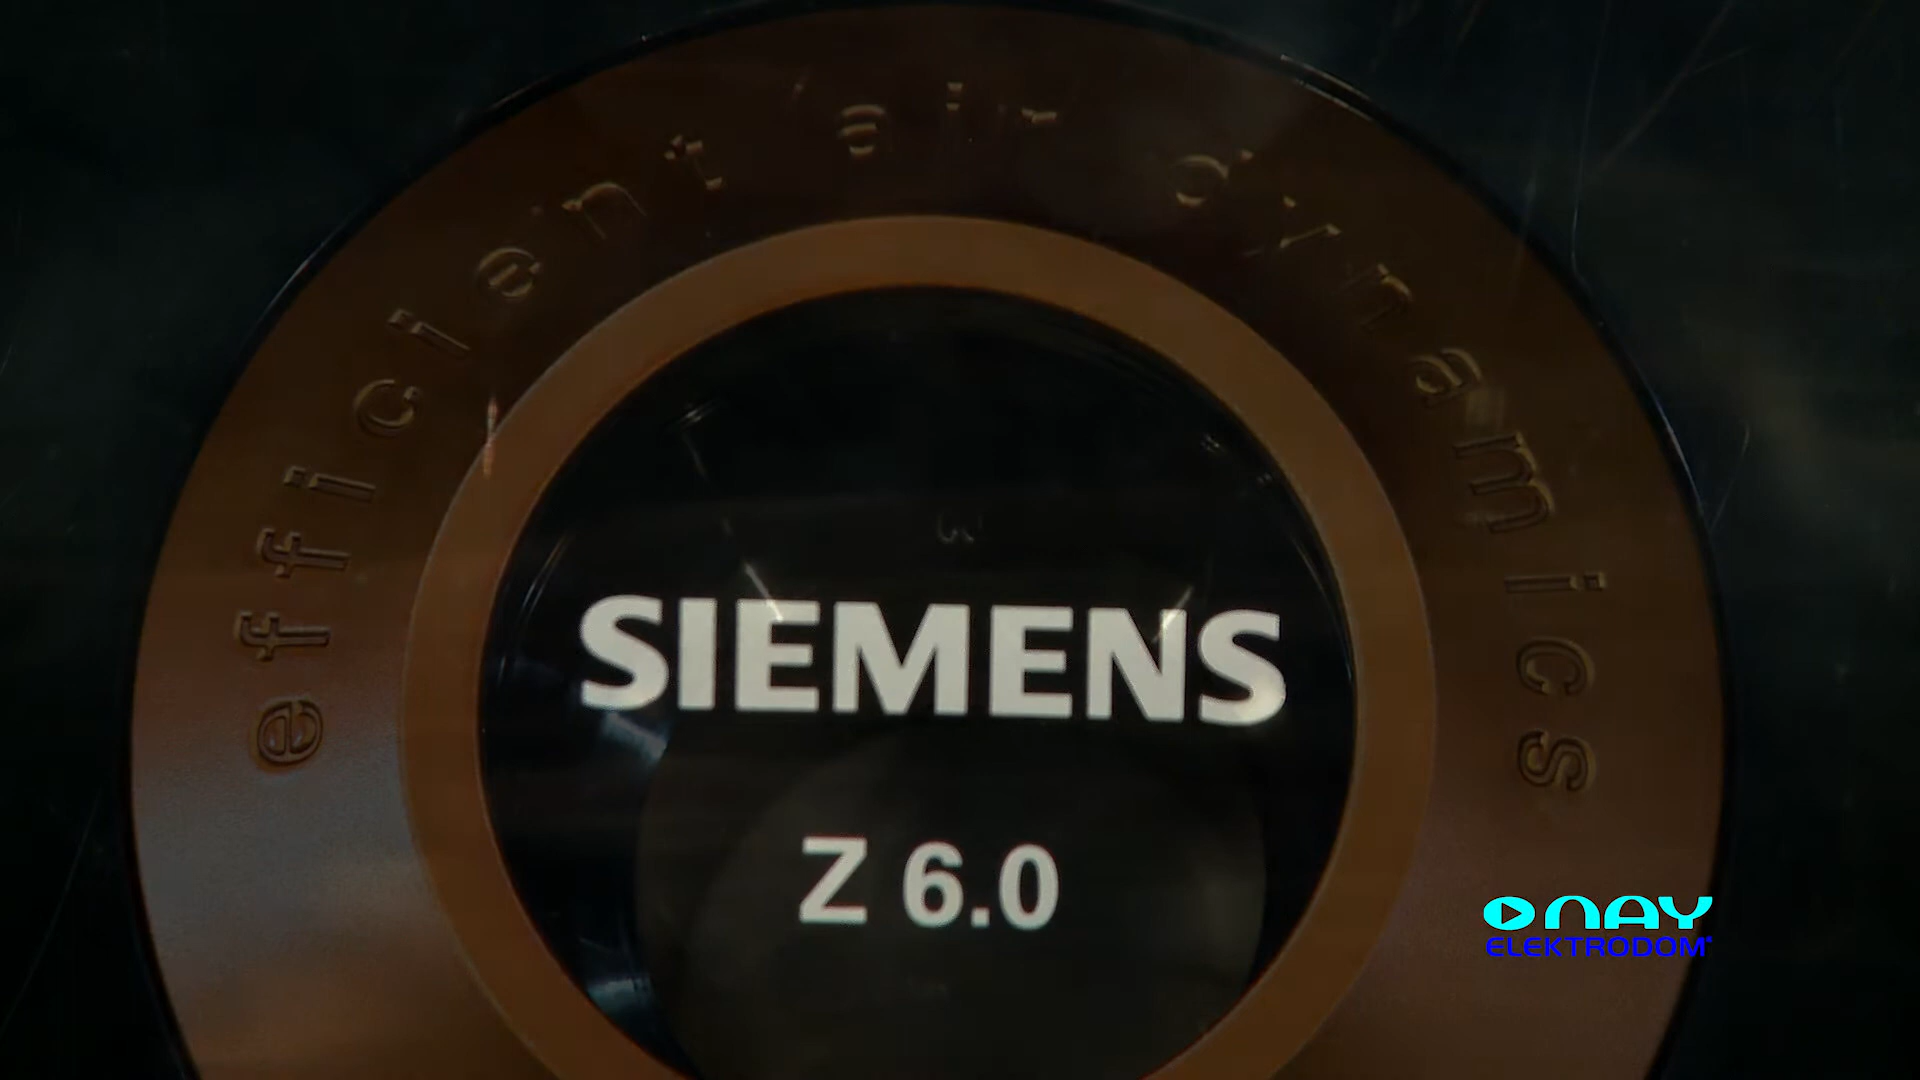 efficient air dynamics
SIEMENS
Z 6.0
NAY
ELEKTRODOM